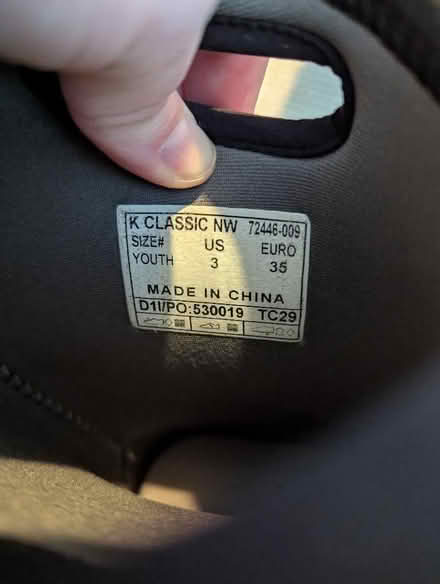 K CLASSIC NW 72446-009
SIZE# US EURO
YOUTH 3 35
MADE IN CHINA
D1I/PO:530019 TC29